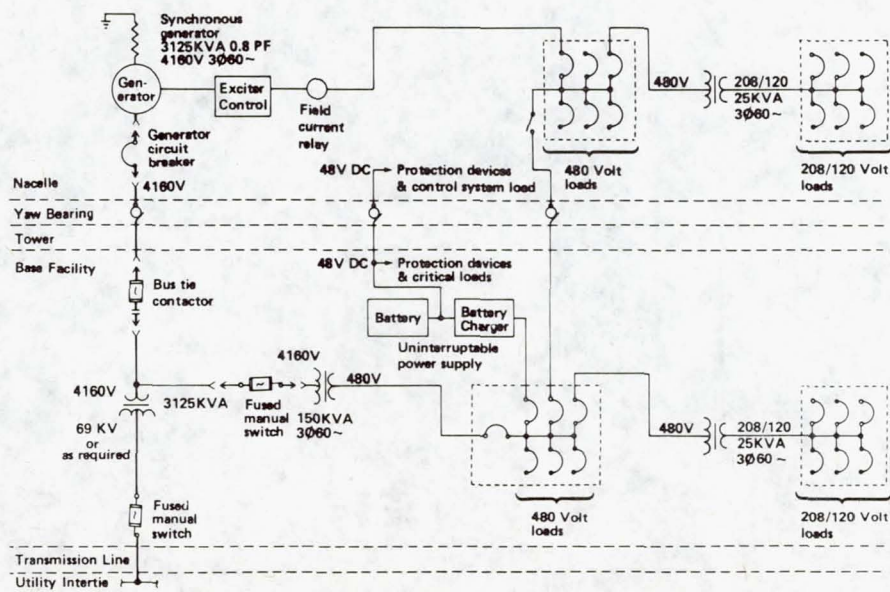 Synchronous
generator
3125KVA 0.8 PF
4160V 3Ø60~
Gen-
erator
Exciter
Control
Field
current
relay
Generator
circuit
breaker
4160V
480V
208/120
25KVA
3Ø60~
48V DC
Protection devices
& control system load
480 Volt
loads
208/120 Volt
loads
Nacelle
Yaw Bearing
Tower
Base Facility
48V DC
Protection devices
& critical loads
Bus tie
contactor
Battery
Battery
Charger
Uninterruptable
power supply
4160V
480V
4160V
3125KVA
Fused
manual
switch
150KVA
3Ø60~
69 KV
or
as required
480V
208/120
25KVA
3Ø60~
Fused
manual
switch
480 Volt
loads
208/120 Volt
loads
Transmission Line
Utility Intertie